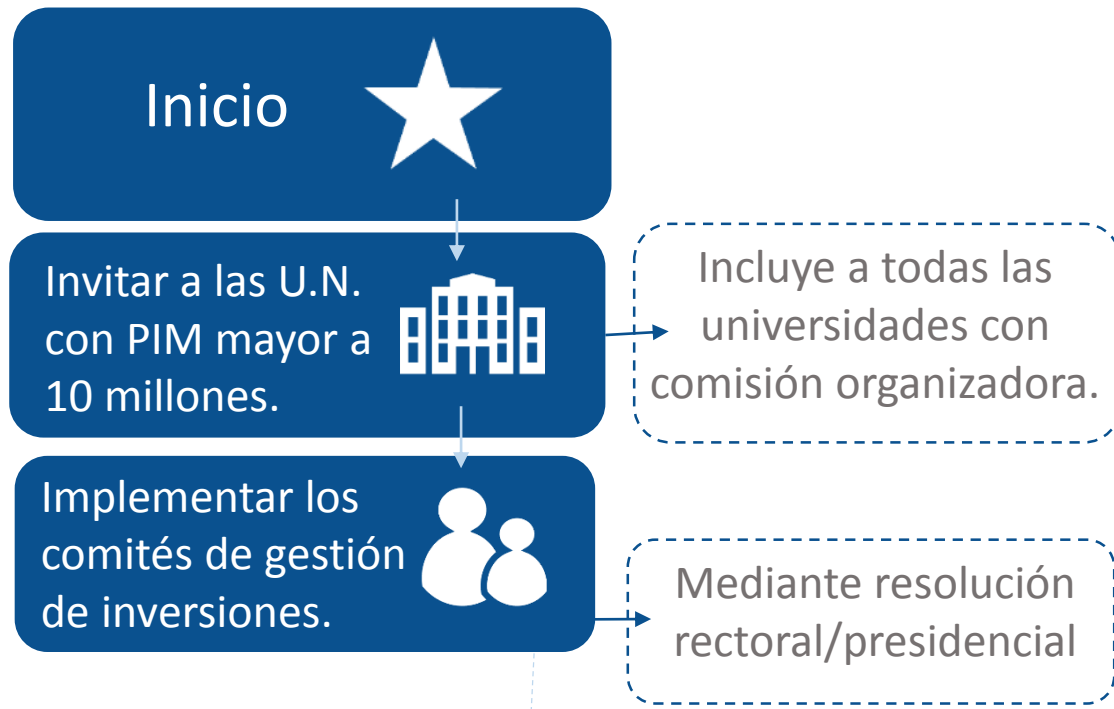 Inicio
Invitar a las U.N.
con PIM mayor a
10 millones.
Incluye a todas las
universidades con
comisión organizadora.
Implementar los
comités de gestión
de inversiones.
Mediante resolución
rectoral/presidencial